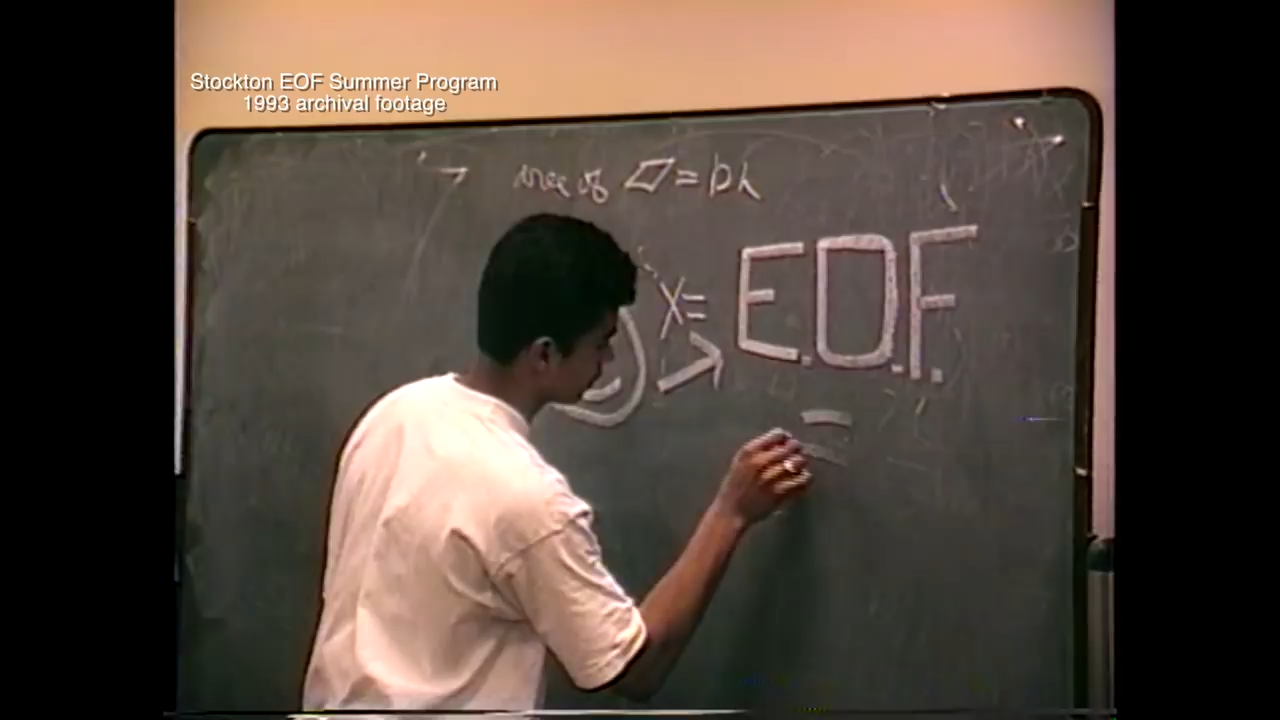 Stockton EOF Summer Program
1993 archival footage
area of ▱ = bh
X=
E.O.F.
=